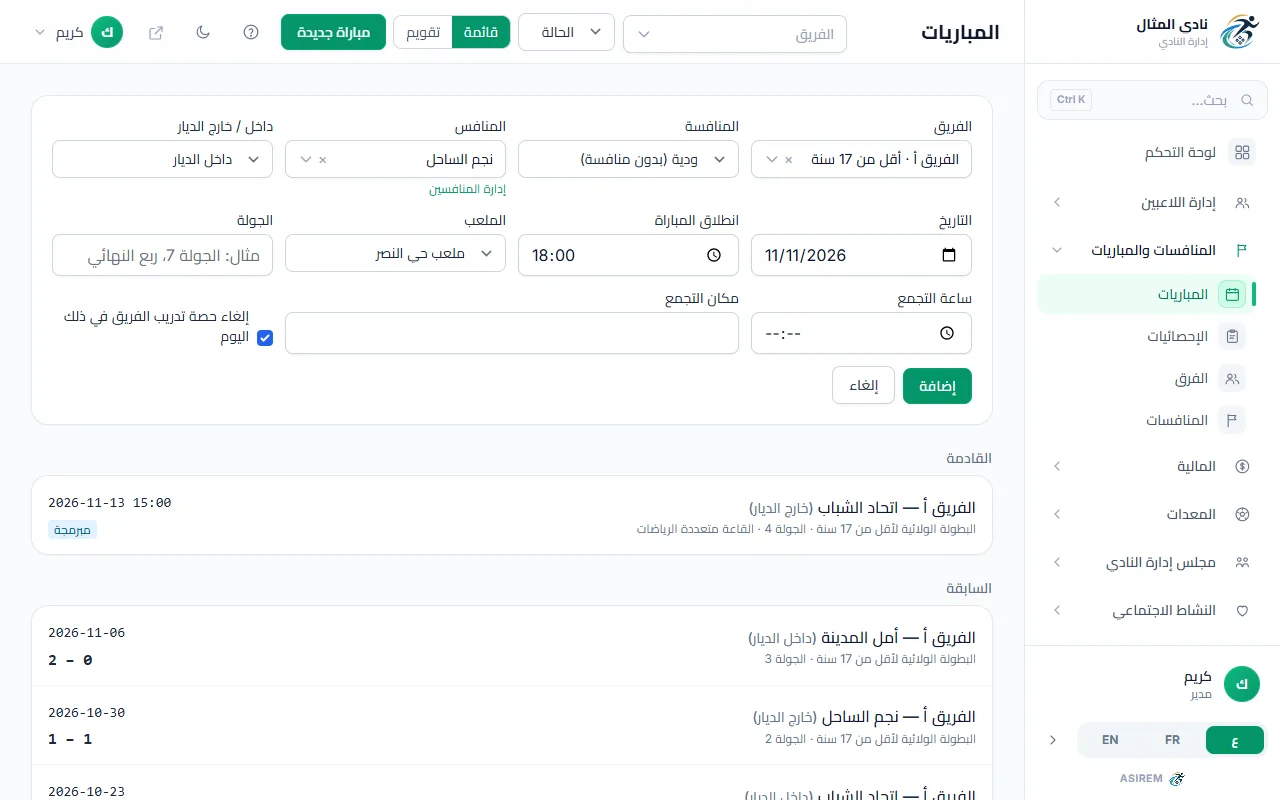 نادي المثال
إدارة النادي
بحث...
Ctrl K
لوحة التحكم
إدارة اللاعبين
المنافسات والمباريات
المباريات
الإحصائيات
الفرق
المنافسات
المالية
المعدات
مجلس إدارة النادي
النشاط الاجتماعي
ك
كريم
مدير
ع
FR
EN
ASIREM
المباريات
الفريق
الحالة
قائمة
تقويم
مباراة جديدة
ك
كريم
الفريق
المنافسة
المنافس
داخل / خارج الديار
الفريق أ · أقل من 17 سنة
ودية (بدون منافسة)
نجم الساحل
داخل الديار
إدارة المنافسين
التاريخ
انطلاق المباراة
الملعب
الجولة
11/11/2026
18:00
ملعب حي النصر
مثال: الجولة 7، ربع النهائي
ساعة التجمع
مكان التجمع
--:--
إلغاء حصة تدريب الفريق في ذلك
اليوم
إضافة
إلغاء
القادمة
الفريق أ — اتحاد الشباب (خارج الديار)
2026-11-13 15:00
البطولة الولائية لأقل من 17 سنة · الجولة 4 · القاعة متعددة الرياضات
مبرمجة
السابقة
الفريق أ — أمل المدينة (داخل الديار)
2026-11-06
البطولة الولائية لأقل من 17 سنة · الجولة 3
2 – 0
الفريق أ — نجم الساحل (خارج الديار)
2026-10-30
البطولة الولائية لأقل من 17 سنة · الجولة 2
1 – 1
الفريق أ — اتحاد الشباب (داخل الديار)
2026-10-23